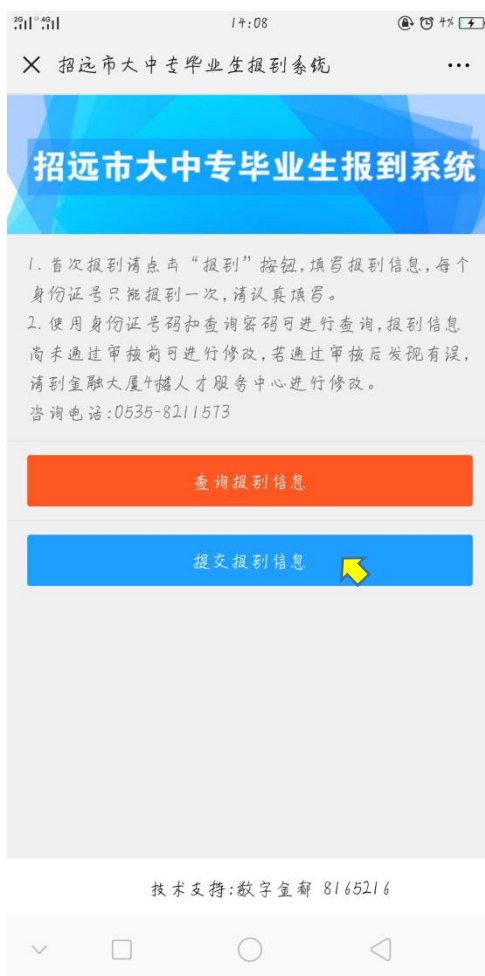 2G 4G 14:08 4%
招远市大中专毕业生报到系统
招远市大中专毕业生报到系统
1. 首次报到请点击“报到”按钮,填写报到信息,每个
身份证号只能报到一次,请认真填写。
2. 使用身份证号码和查询密码可进行查询,报到信息
尚未通过审核前可进行修改,若通过审核后发现有误,
请到金融大厦4楼人才服务中心进行修改。
咨询电话:0535-8211573
查询报到信息
提交报到信息
技术支持:数字金都 8165216